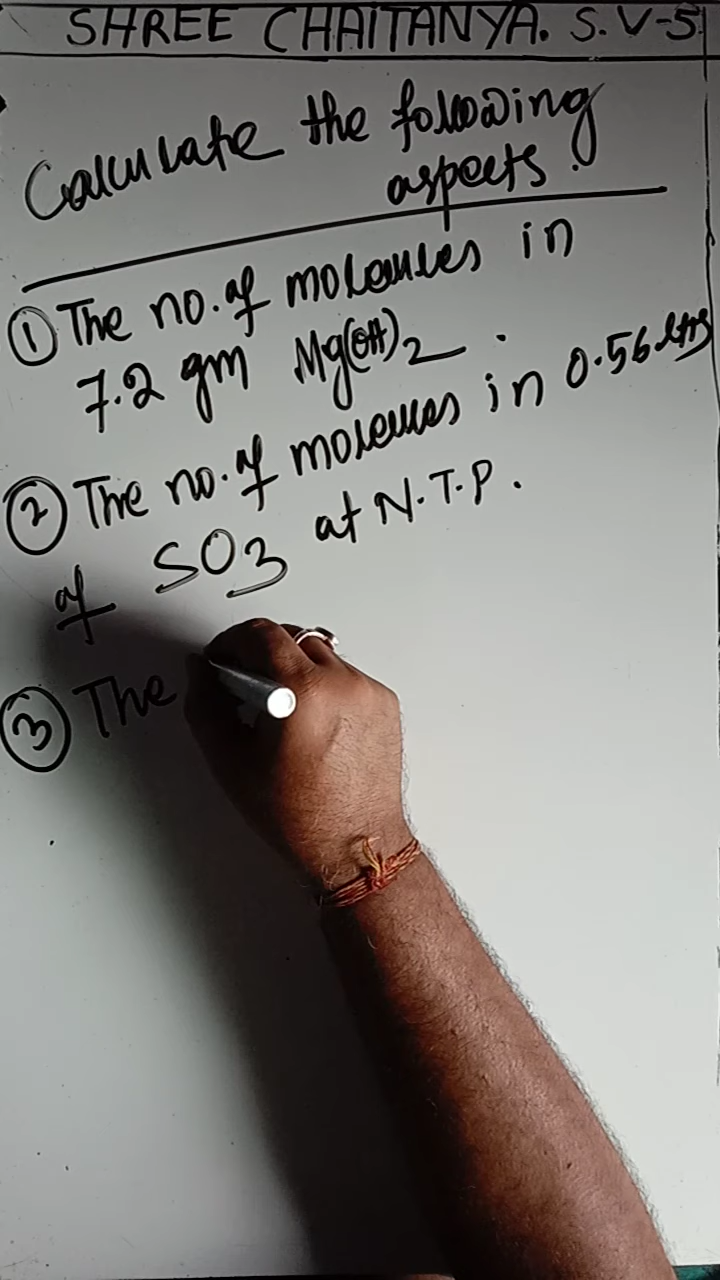 SHREE CHAITANYA. S. V-5
Calculate the following
aspects.
① The no. of molecules in
7.2 gm Mg(OH)2.
② The no. of molecules in 0.56 ltrs
of SO3 at N.T.P.
③ The